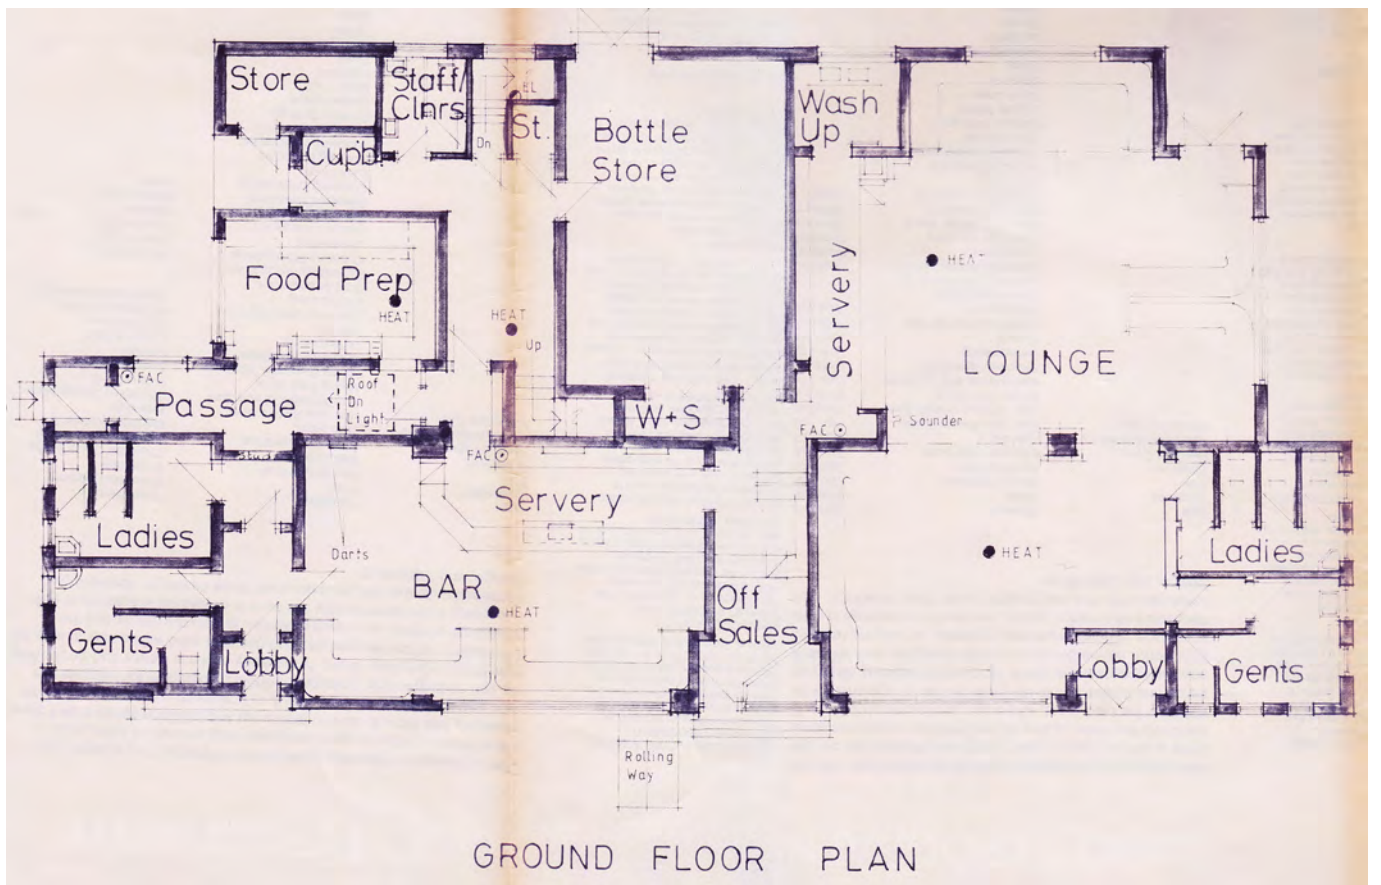 Store
Staff/
Clnrs
EL
St.
Dn
Cupb.
Bottle
Store
Wash
Up
Food Prep
HEAT
HEAT
Up
Servery
HEAT
LOUNGE
FAC
Passage
Roof
On
Light
W+S
FAC
Sounder
FAC
Servery
Ladies
Darts
BAR
HEAT
HEAT
Ladies
Off
Sales
Gents
Lobby
Lobby
Gents
Rolling
Way
GROUND FLOOR PLAN